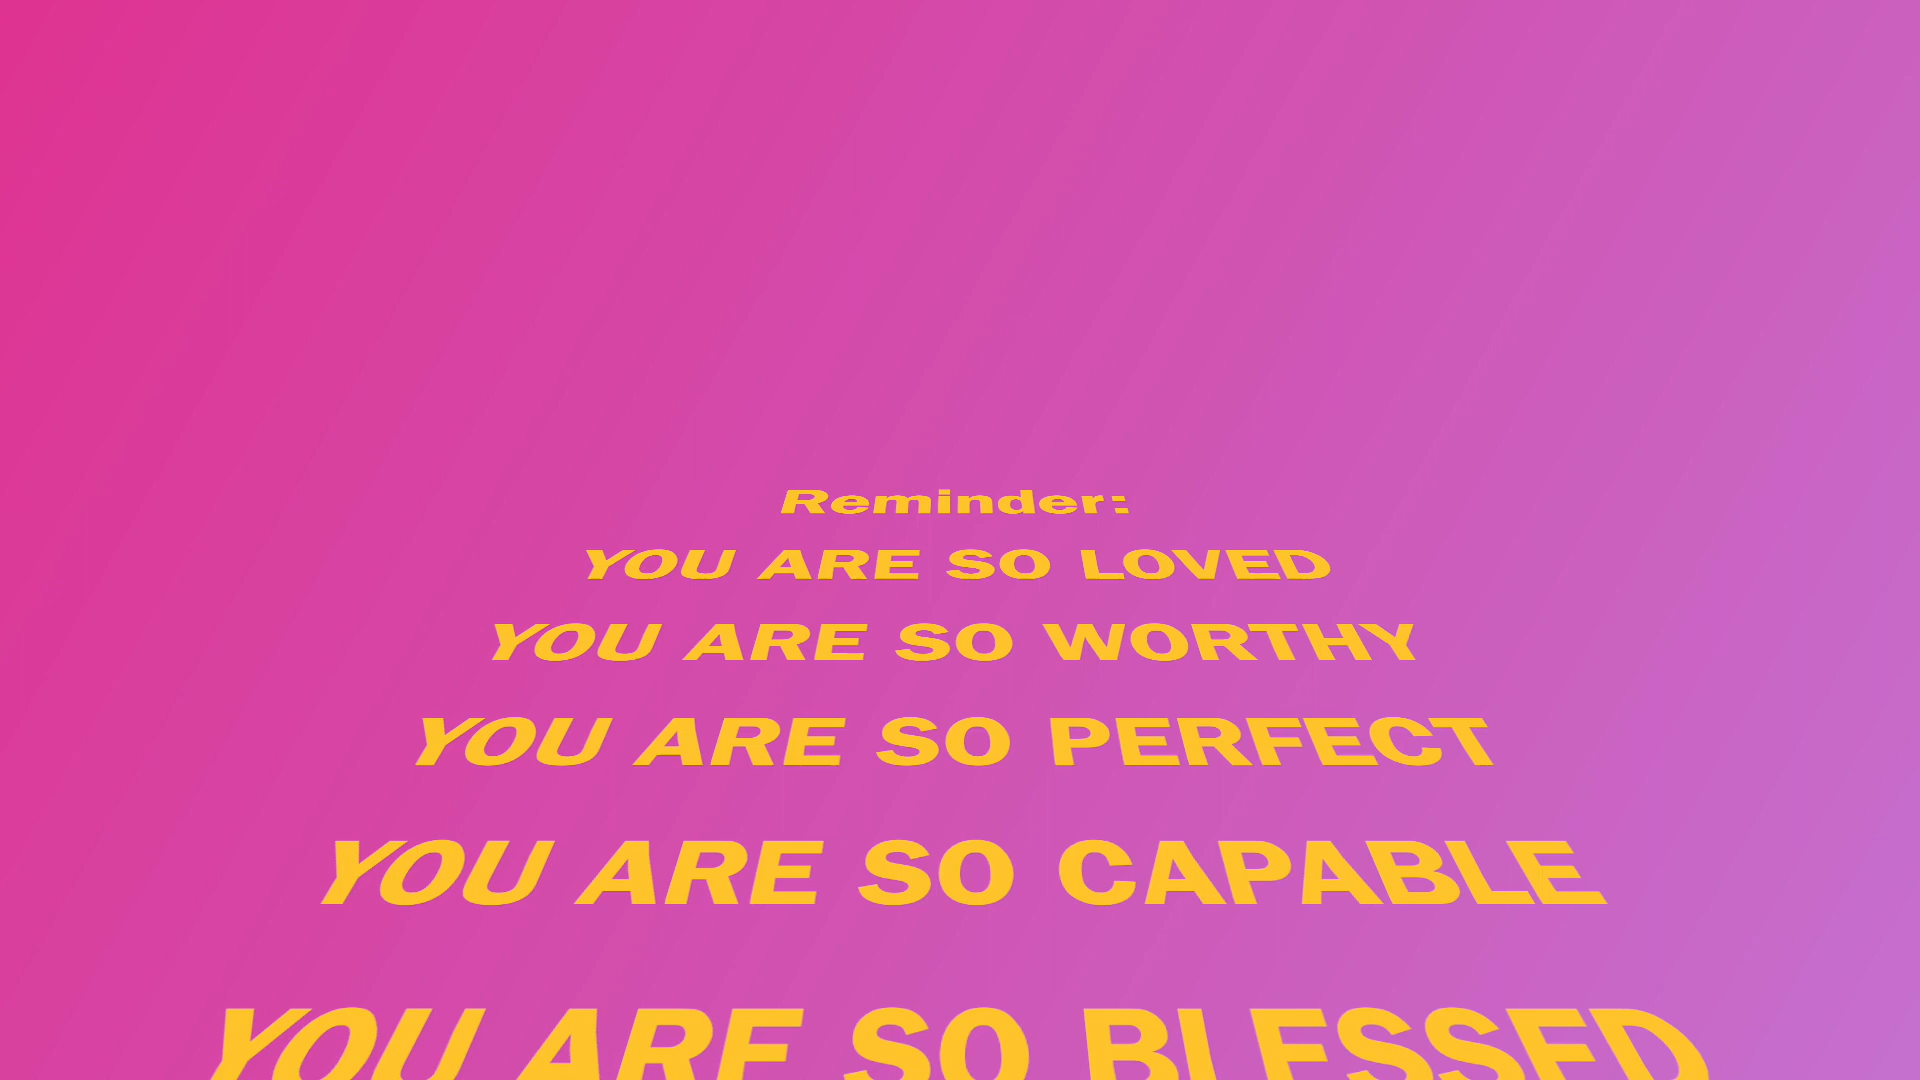 Reminder:
YOU ARE SO LOVED
YOU ARE SO WORTHY
YOU ARE SO PERFECT
YOU ARE SO CAPABLE
YOU ARE SO BLESSED